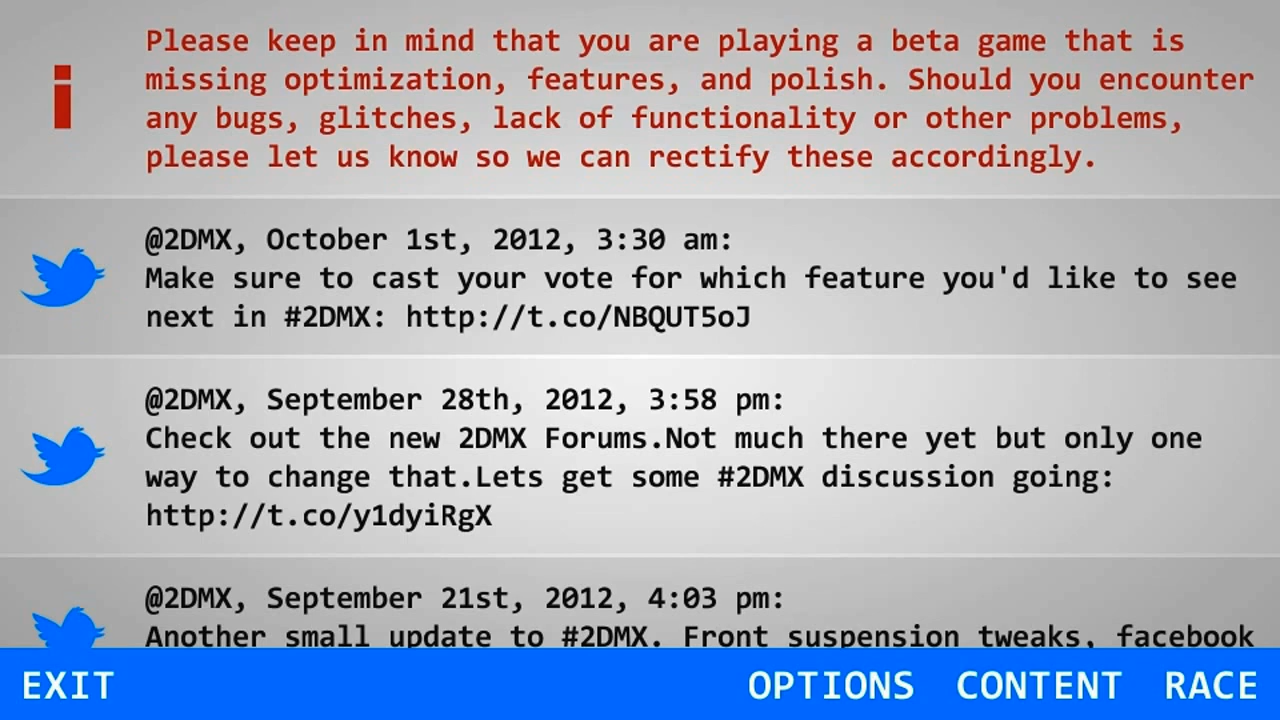 Please keep in mind that you are playing a beta game that is
missing optimization, features, and polish. Should you encounter
any bugs, glitches, lack of functionality or other problems,
please let us know so we can rectify these accordingly.
@2DMX, October 1st, 2012, 3:30 am:
Make sure to cast your vote for which feature you'd like to see
next in #2DMX: http://t.co/NBQUT5oJ
@2DMX, September 28th, 2012, 3:58 pm:
Check out the new 2DMX Forums.Not much there yet but only one
way to change that.Lets get some #2DMX discussion going:
http://t.co/y1dyiRgX
@2DMX, September 21st, 2012, 4:03 pm:
Another small update to #2DMX. Front suspension tweaks, facebook
EXIT OPTIONS CONTENT RACE